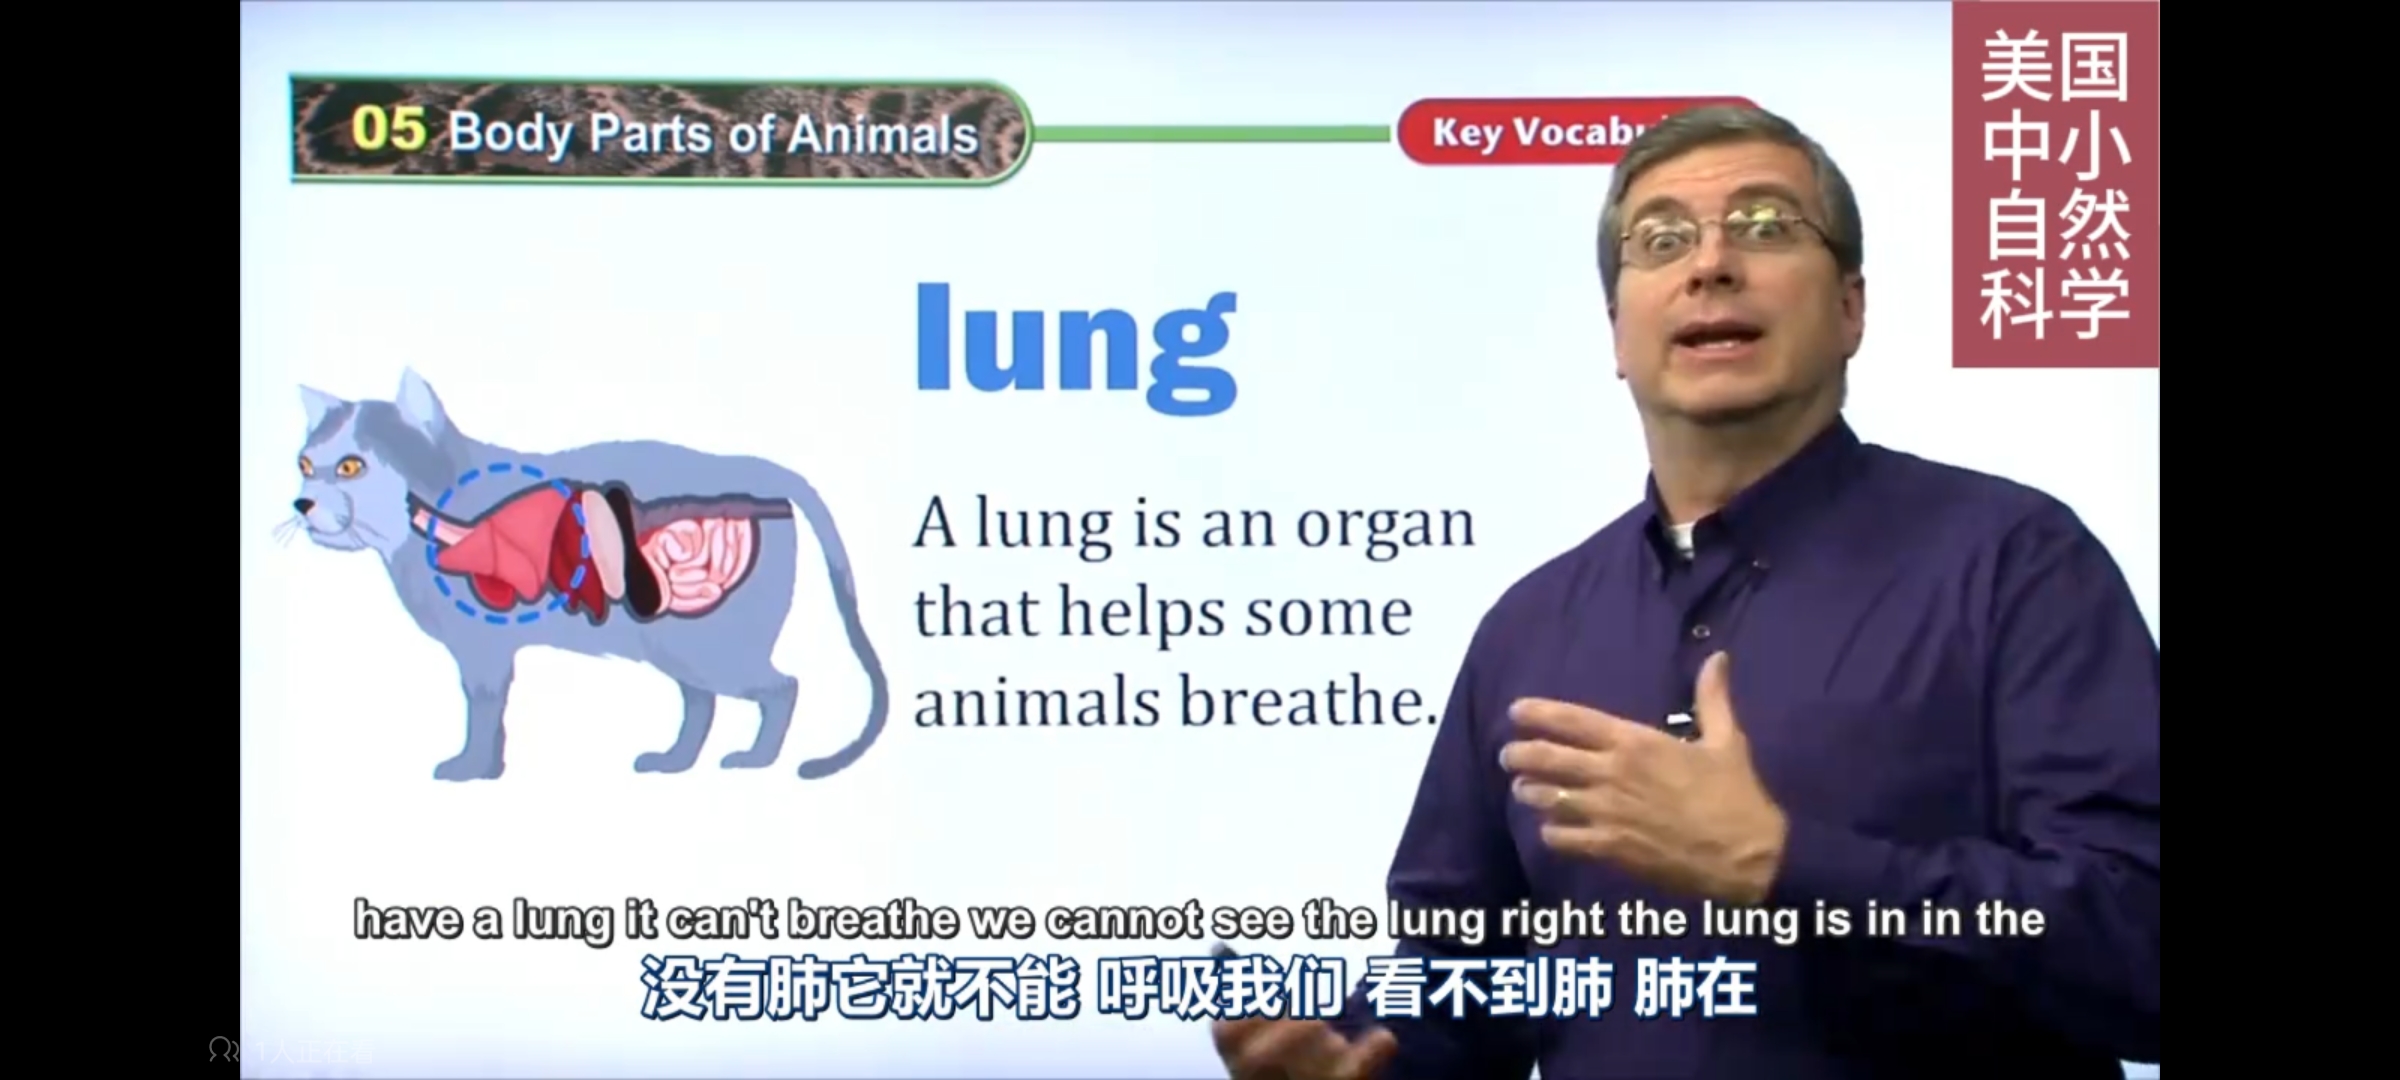 05 Body Parts of Animals
Key Vocabu
美国
中小
自然
科学
lung
A lung is an organ
that helps some
animals breathe.
have a lung it can't breathe we cannot see the lung right the lung is in in the
没有肺它就不能 呼吸我们 看不到肺 肺在
1人正在看